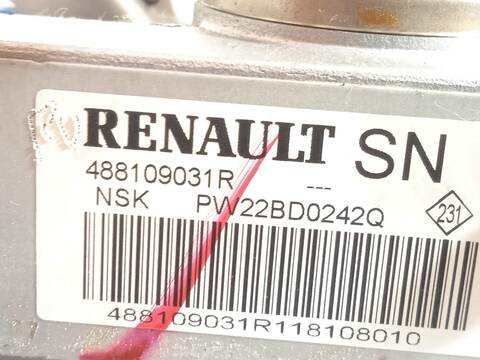 RENAULT SN
488109031R ---
NSK PW22BD0242Q 231
488109031R118108010